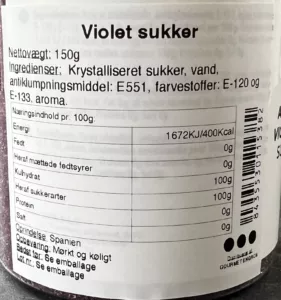 Violet sukker
Nettovægt: 150g
Ingredienser: Krystalliseret sukker, vand,
antiklumpningsmiddel: E551, farvestoffer: E-120 og
E-133, aroma.
Næringsindhold pr. 100g:
Energi 1672KJ/400Kcal
Fedt 0g
Heraf mættede fedtsyrer 0g
Kulhydrat 100g
Heraf sukkerarter 100g
Protein 0g
Salt 0g
Oprindelse: Spanien
Opbevaring: Mørkt og køligt
Bedst før: Se emballage
Lot nr.: Se emballage